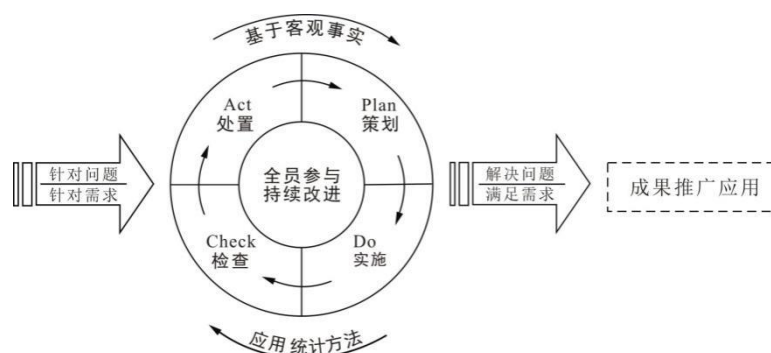 基于客观事实
Act
处置
Plan
策划
针对问题
针对需求
全员参与
持续改进
解决问题
满足需求
成果推广应用
Check
检查
Do
实施
应用统计方法